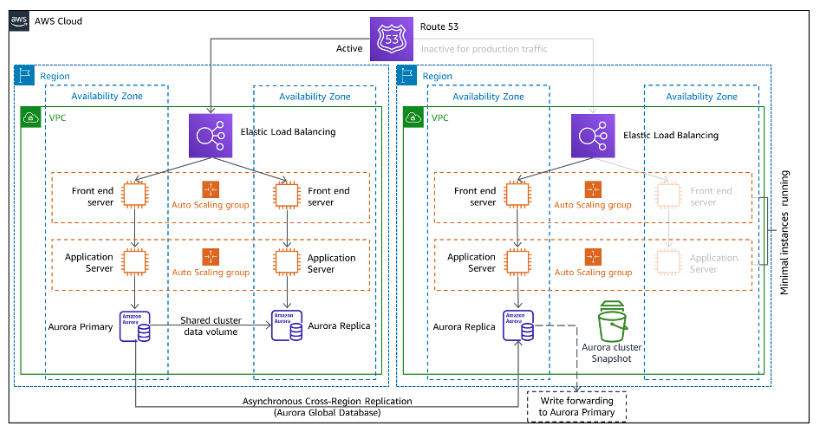 aws
AWS Cloud
Route 53
53
Active
Inactive for production traffic
Region
Availability Zone
Availability Zone
VPC
Elastic Load Balancing
Front end
server
Auto Scaling group
Front end
server
Application
Server
Auto Scaling group
Application
Server
Aurora Primary
Amazon
Aurora
Shared cluster
data volume
Amazon
Aurora
Aurora Replica
Region
Availability Zone
Availability Zone
VPC
Elastic Load Balancing
Front end
server
Auto Scaling group
Front end
server
Application
Server
Auto Scaling group
Application
Server
Aurora Replica
Amazon
Aurora
Aurora cluster
Snapshot
Minimal instances running
Asynchronous Cross-Region Replication
(Aurora Global Database)
Write forwarding
to Aurora Primary